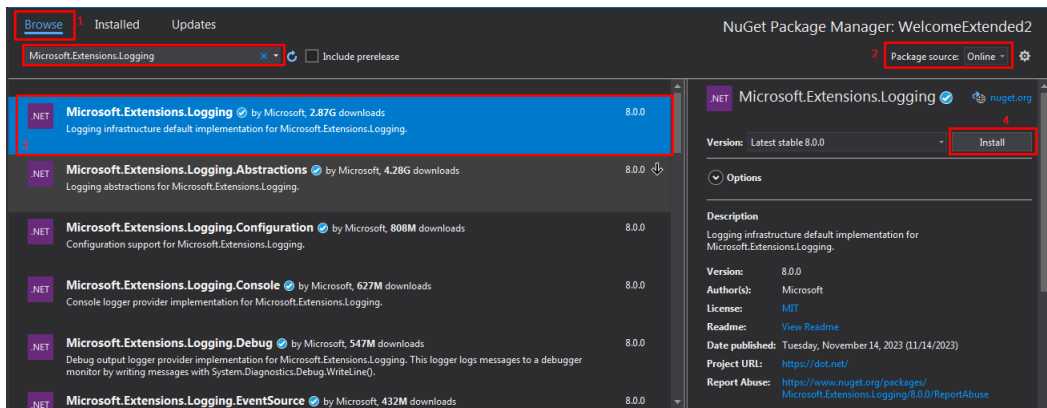 Browse 1 Installed Updates
NuGet Package Manager: WelcomeExtended2
Microsoft.Extensions.Logging Include prerelease
2 Package source: Online
.NET Microsoft.Extensions.Logging by Microsoft, 2.87G downloads 8.0.0
Logging infrastructure default implementation for Microsoft.Extensions.Logging.
3
.NET Microsoft.Extensions.Logging.Abstractions by Microsoft, 4.28G downloads 8.0.0
Logging abstractions for Microsoft.Extensions.Logging.
.NET Microsoft.Extensions.Logging.Configuration by Microsoft, 808M downloads 8.0.0
Configuration support for Microsoft.Extensions.Logging.
.NET Microsoft.Extensions.Logging.Console by Microsoft, 627M downloads 8.0.0
Console logger provider implementation for Microsoft.Extensions.Logging.
.NET Microsoft.Extensions.Logging.Debug by Microsoft, 547M downloads 8.0.0
Debug output logger provider implementation for Microsoft.Extensions.Logging. This logger logs messages to a debugger
monitor by writing messages with System.Diagnostics.Debug.WriteLine().
.NET Microsoft.Extensions.Logging.EventSource by Microsoft, 432M downloads 8.0.0
.NET Microsoft.Extensions.Logging nuget.org
4
Version: Latest stable 8.0.0 Install
Options
Description
Logging infrastructure default implementation for
Microsoft.Extensions.Logging.
Version: 8.0.0
Author(s): Microsoft
License: MIT
Readme: View Readme
Date published: Tuesday, November 14, 2023 (11/14/2023)
Project URL: https://dot.net/
Report Abuse: https://www.nuget.org/packages/
Microsoft.Extensions.Logging/8.0.0/ReportAbuse